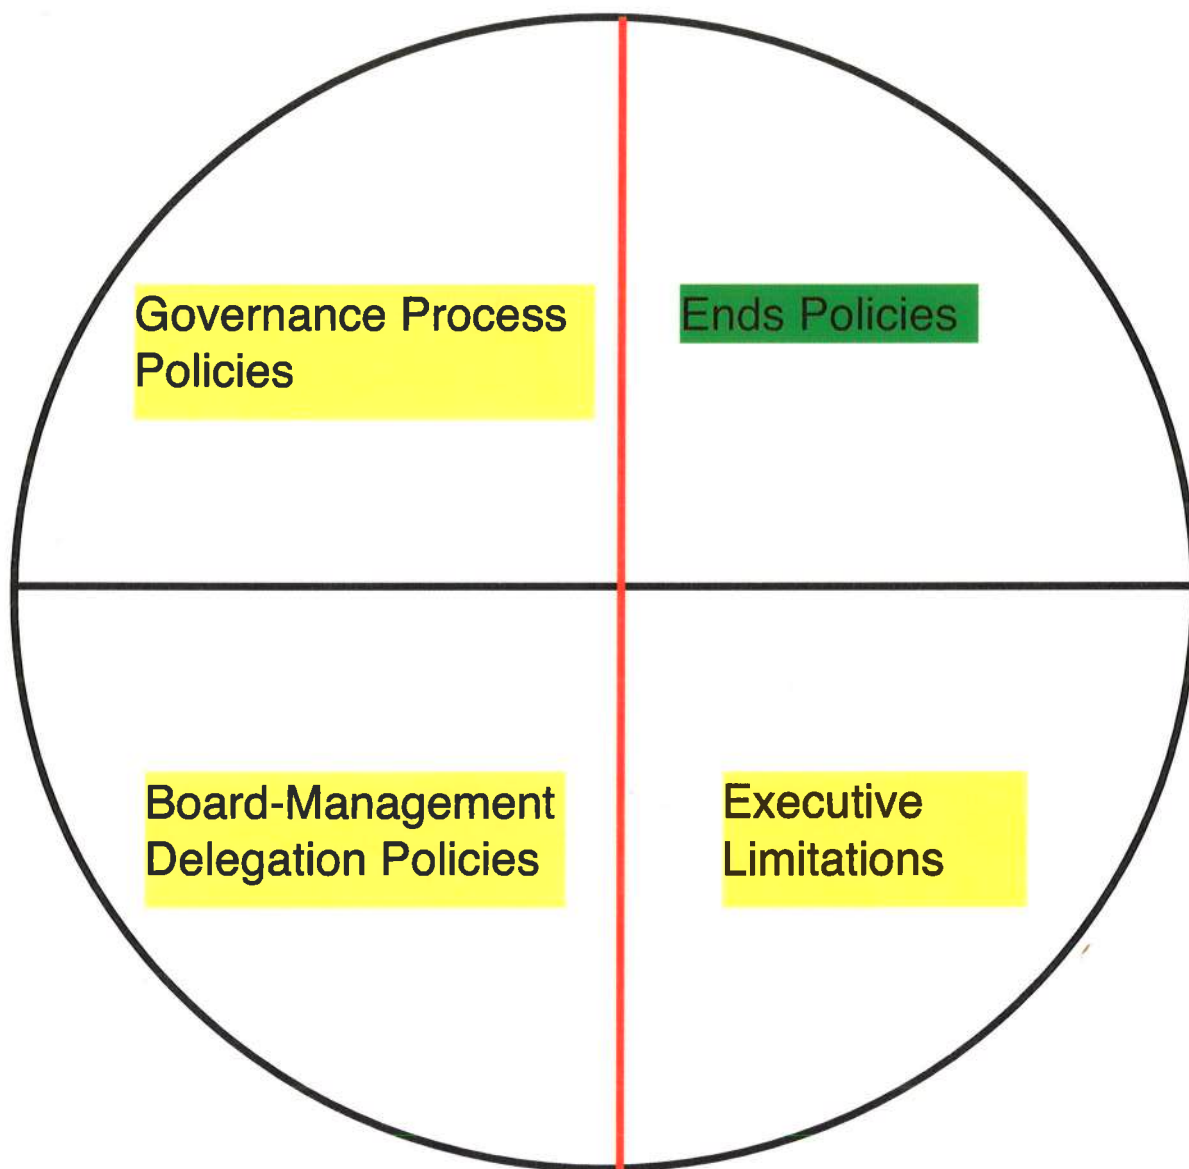 Governance Process
Policies
Ends Policies
Board-Management
Delegation Policies
Executive
Limitations